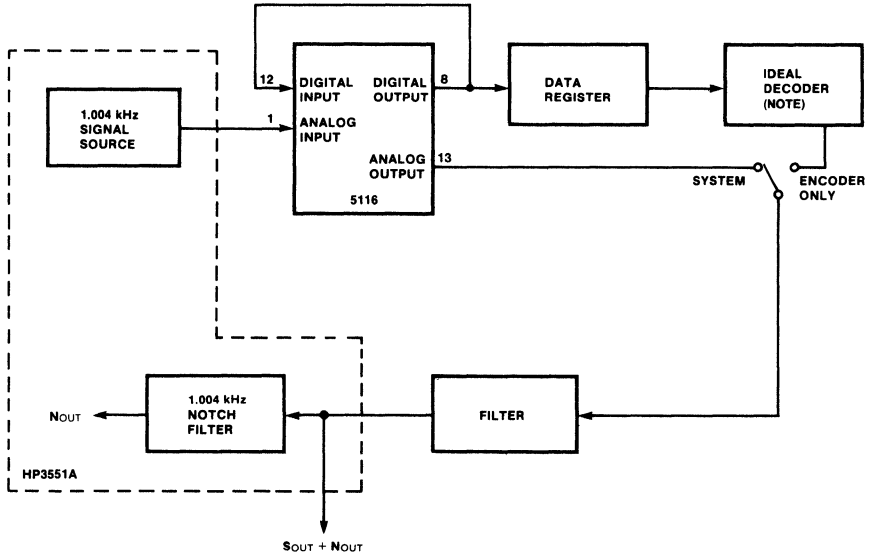 12
DIGITAL
INPUT
DIGITAL
OUTPUT
8
DATA
REGISTER
IDEAL
DECODER
(NOTE)
1.004 kHz
SIGNAL
SOURCE
1
ANALOG
INPUT
ANALOG
OUTPUT
13
5116
SYSTEM
ENCODER
ONLY
NOUT
1.004 kHz
NOTCH
FILTER
FILTER
HP3551A
SOUT + NOUT